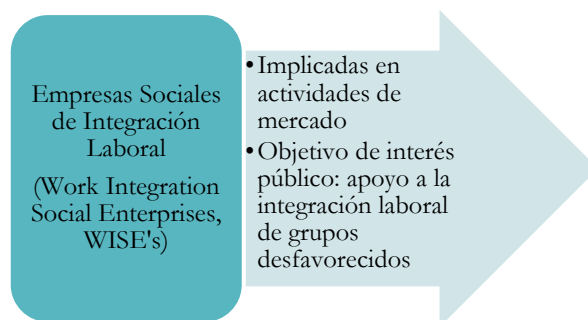 Empresas Sociales
de Integración
Laboral
(Work Integration
Social Enterprises,
WISE's)
•Implicadas en
actividades de
mercado
•Objetivo de interés
público: apoyo a la
integración laboral
de grupos
desfavorecidos